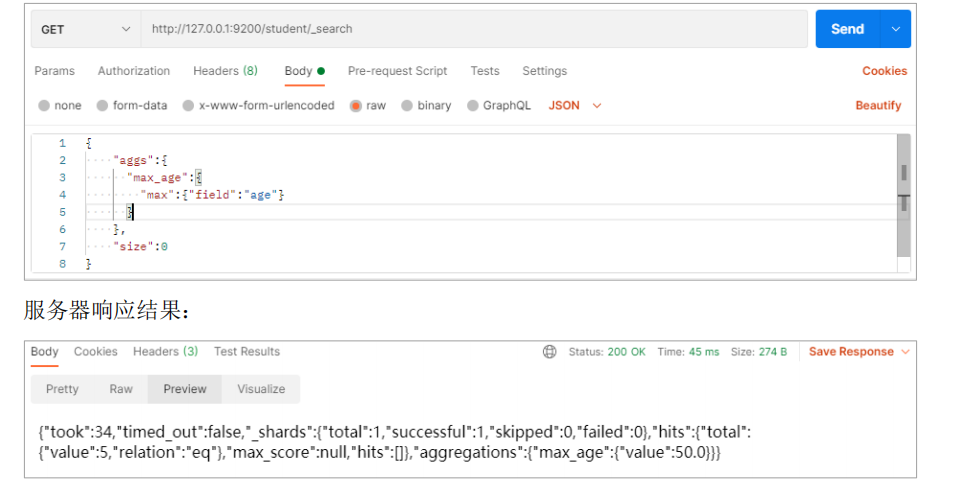 GET http://127.0.0.1:9200/student/_search Send
Params Authorization Headers (8) Body Pre-request Script Tests Settings Cookies
none form-data x-www-form-urlencoded raw binary GraphQL JSON Beautify
1 {
2 "aggs":{
3 "max_age":{
4 "max":{"field":"age"}
5 }
6 },
7 "size":0
8 }
服务器响应结果：
Body Cookies Headers (3) Test Results Status: 200 OK Time: 45 ms Size: 274 B Save Response
Pretty Raw Preview Visualize
{"took":34,"timed_out":false,"_shards":{"total":1,"successful":1,"skipped":0,"failed":0},"hits":{"total":
{"value":5,"relation":"eq"},"max_score":null,"hits":[]},"aggregations":{"max_age":{"value":50.0}}}